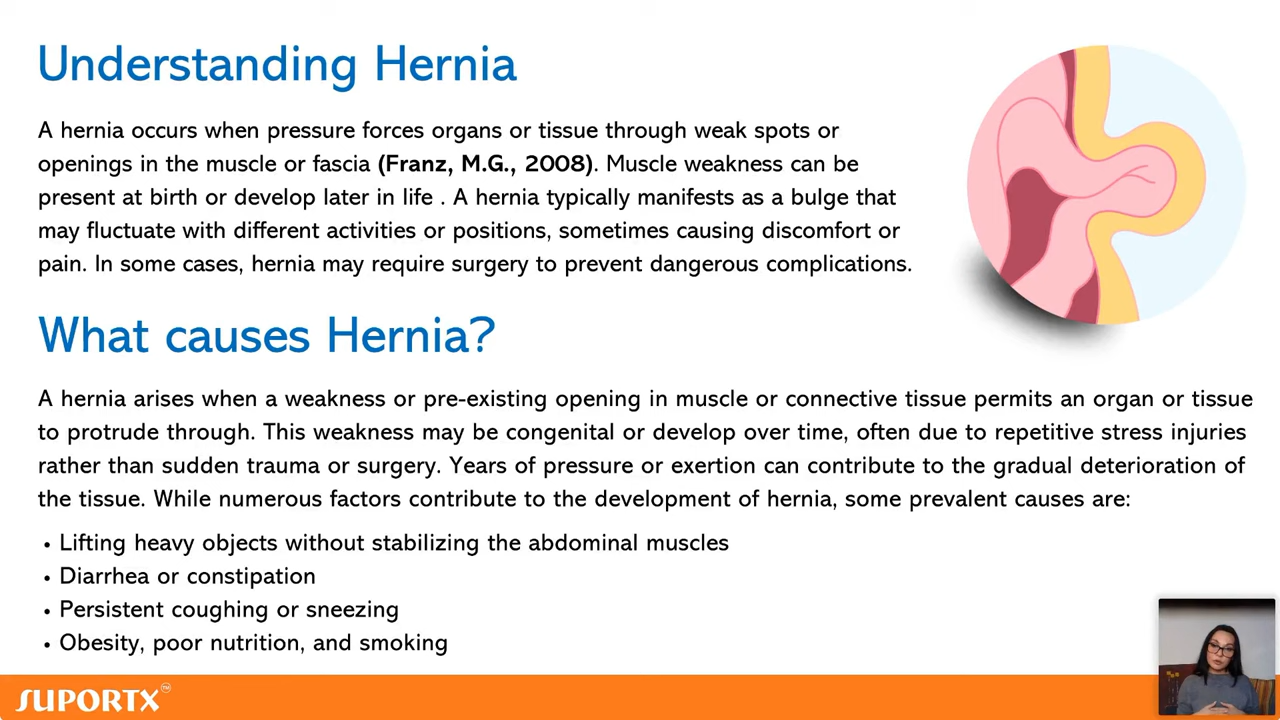 Understanding Hernia
A hernia occurs when pressure forces organs or tissue through weak spots or
openings in the muscle or fascia (Franz, M.G., 2008). Muscle weakness can be
present at birth or develop later in life . A hernia typically manifests as a bulge that
may fluctuate with different activities or positions, sometimes causing discomfort or
pain. In some cases, hernia may require surgery to prevent dangerous complications.
What causes Hernia?
A hernia arises when a weakness or pre-existing opening in muscle or connective tissue permits an organ or tissue
to protrude through. This weakness may be congenital or develop over time, often due to repetitive stress injuries
rather than sudden trauma or surgery. Years of pressure or exertion can contribute to the gradual deterioration of
the tissue. While numerous factors contribute to the development of hernia, some prevalent causes are:
• Lifting heavy objects without stabilizing the abdominal muscles
• Diarrhea or constipation
• Persistent coughing or sneezing
• Obesity, poor nutrition, and smoking
SUPORTX™